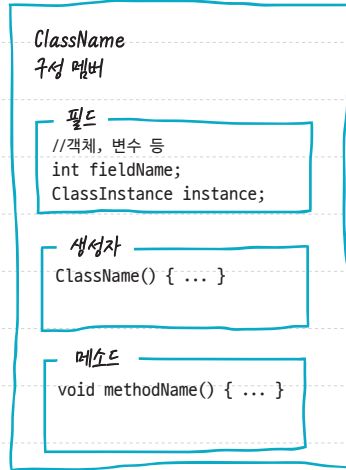 ClassName
구성 멤버
필드
//객체, 변수 등
int fieldName;
ClassInstance instance;
생성자
ClassName() { ... }
메소드
void methodName() { ... }